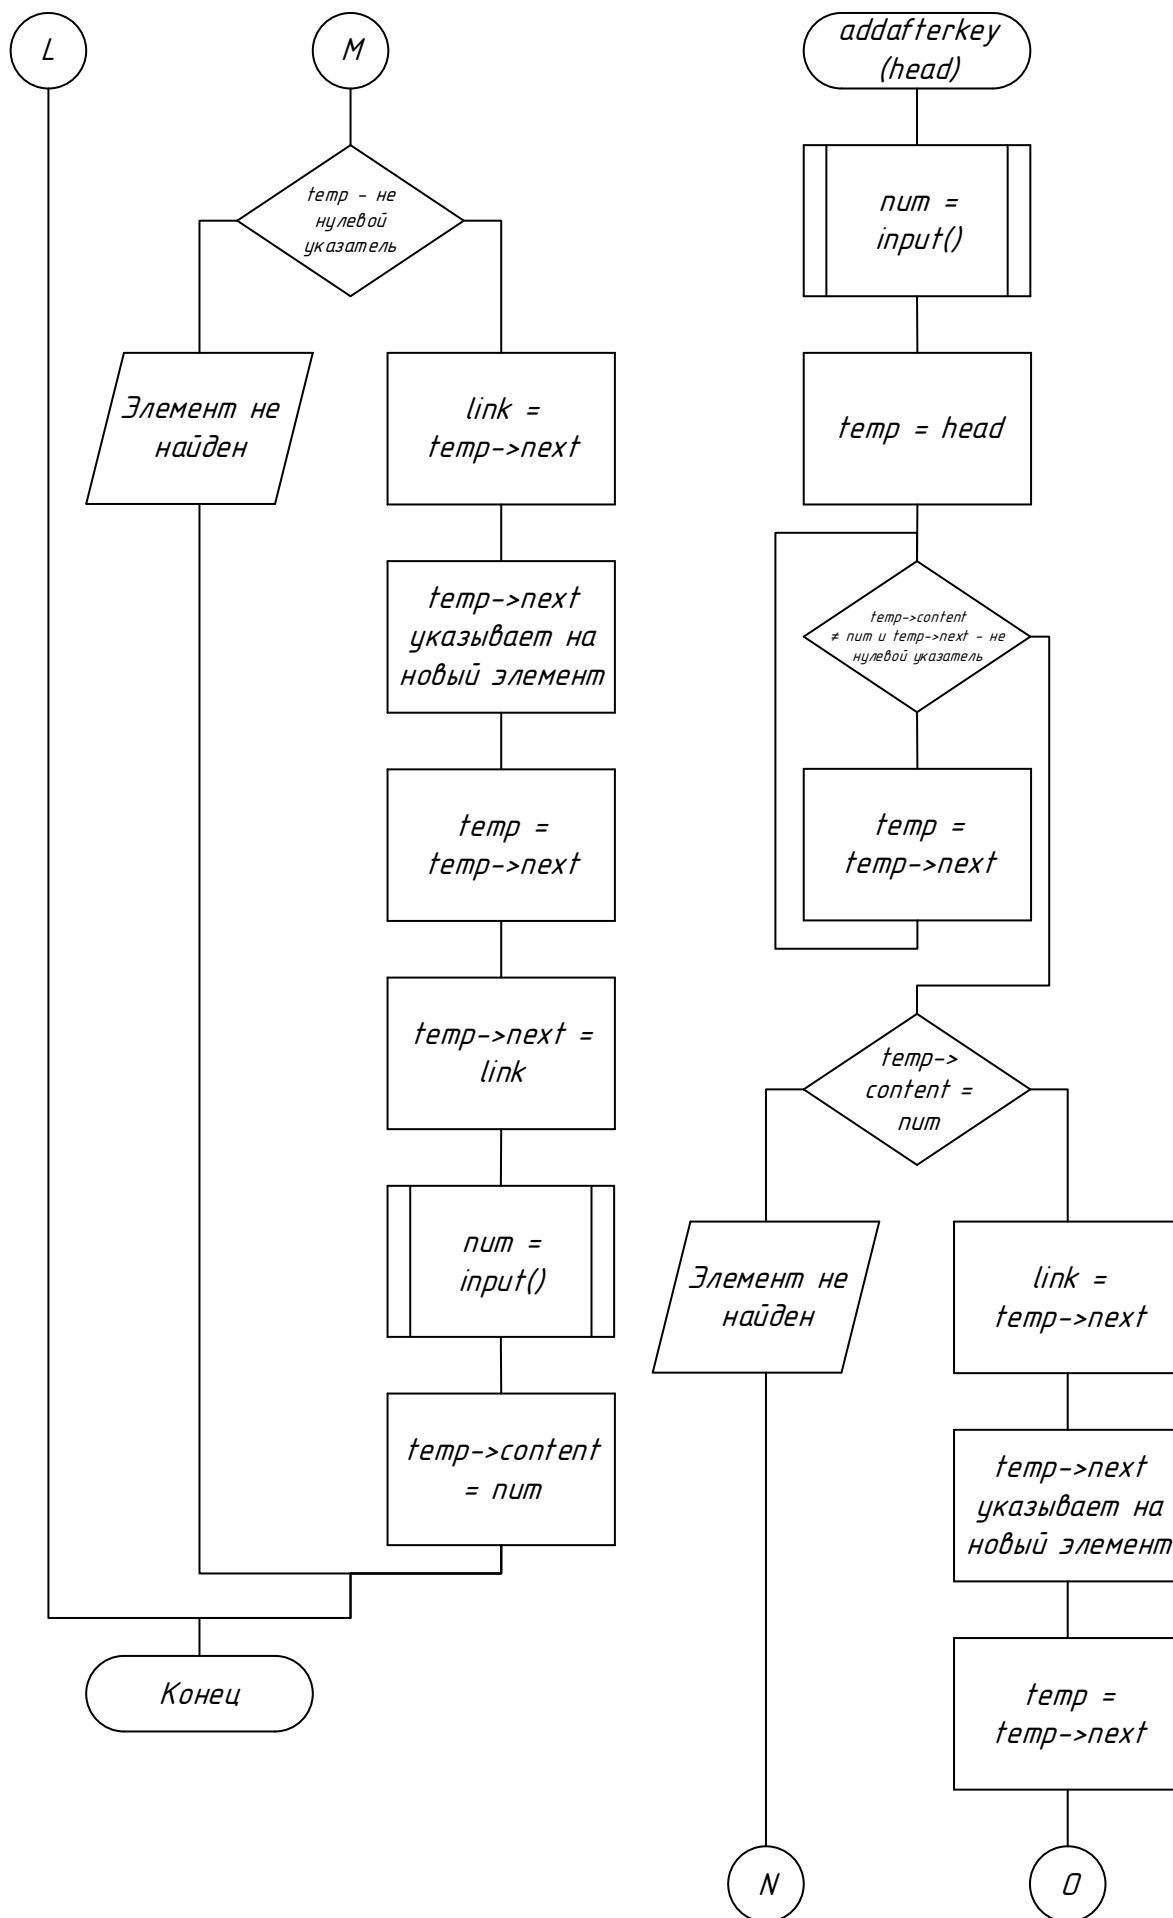 L
M
temp - не
нулевой
указатель
Элемент не
найден
link =
temp->next
temp->next
указывает на
новый элемент
temp =
temp->next
temp->next =
link
num =
input()
temp->content
= num
Конец
addafterkey
(head)
num =
input()
temp = head
temp->content
≠ num и temp->next - не
нулевой указатель
temp =
temp->next
temp->
content =
num
Элемент не
найден
link =
temp->next
temp->next
указывает на
новый элемент
temp =
temp->next
N
O